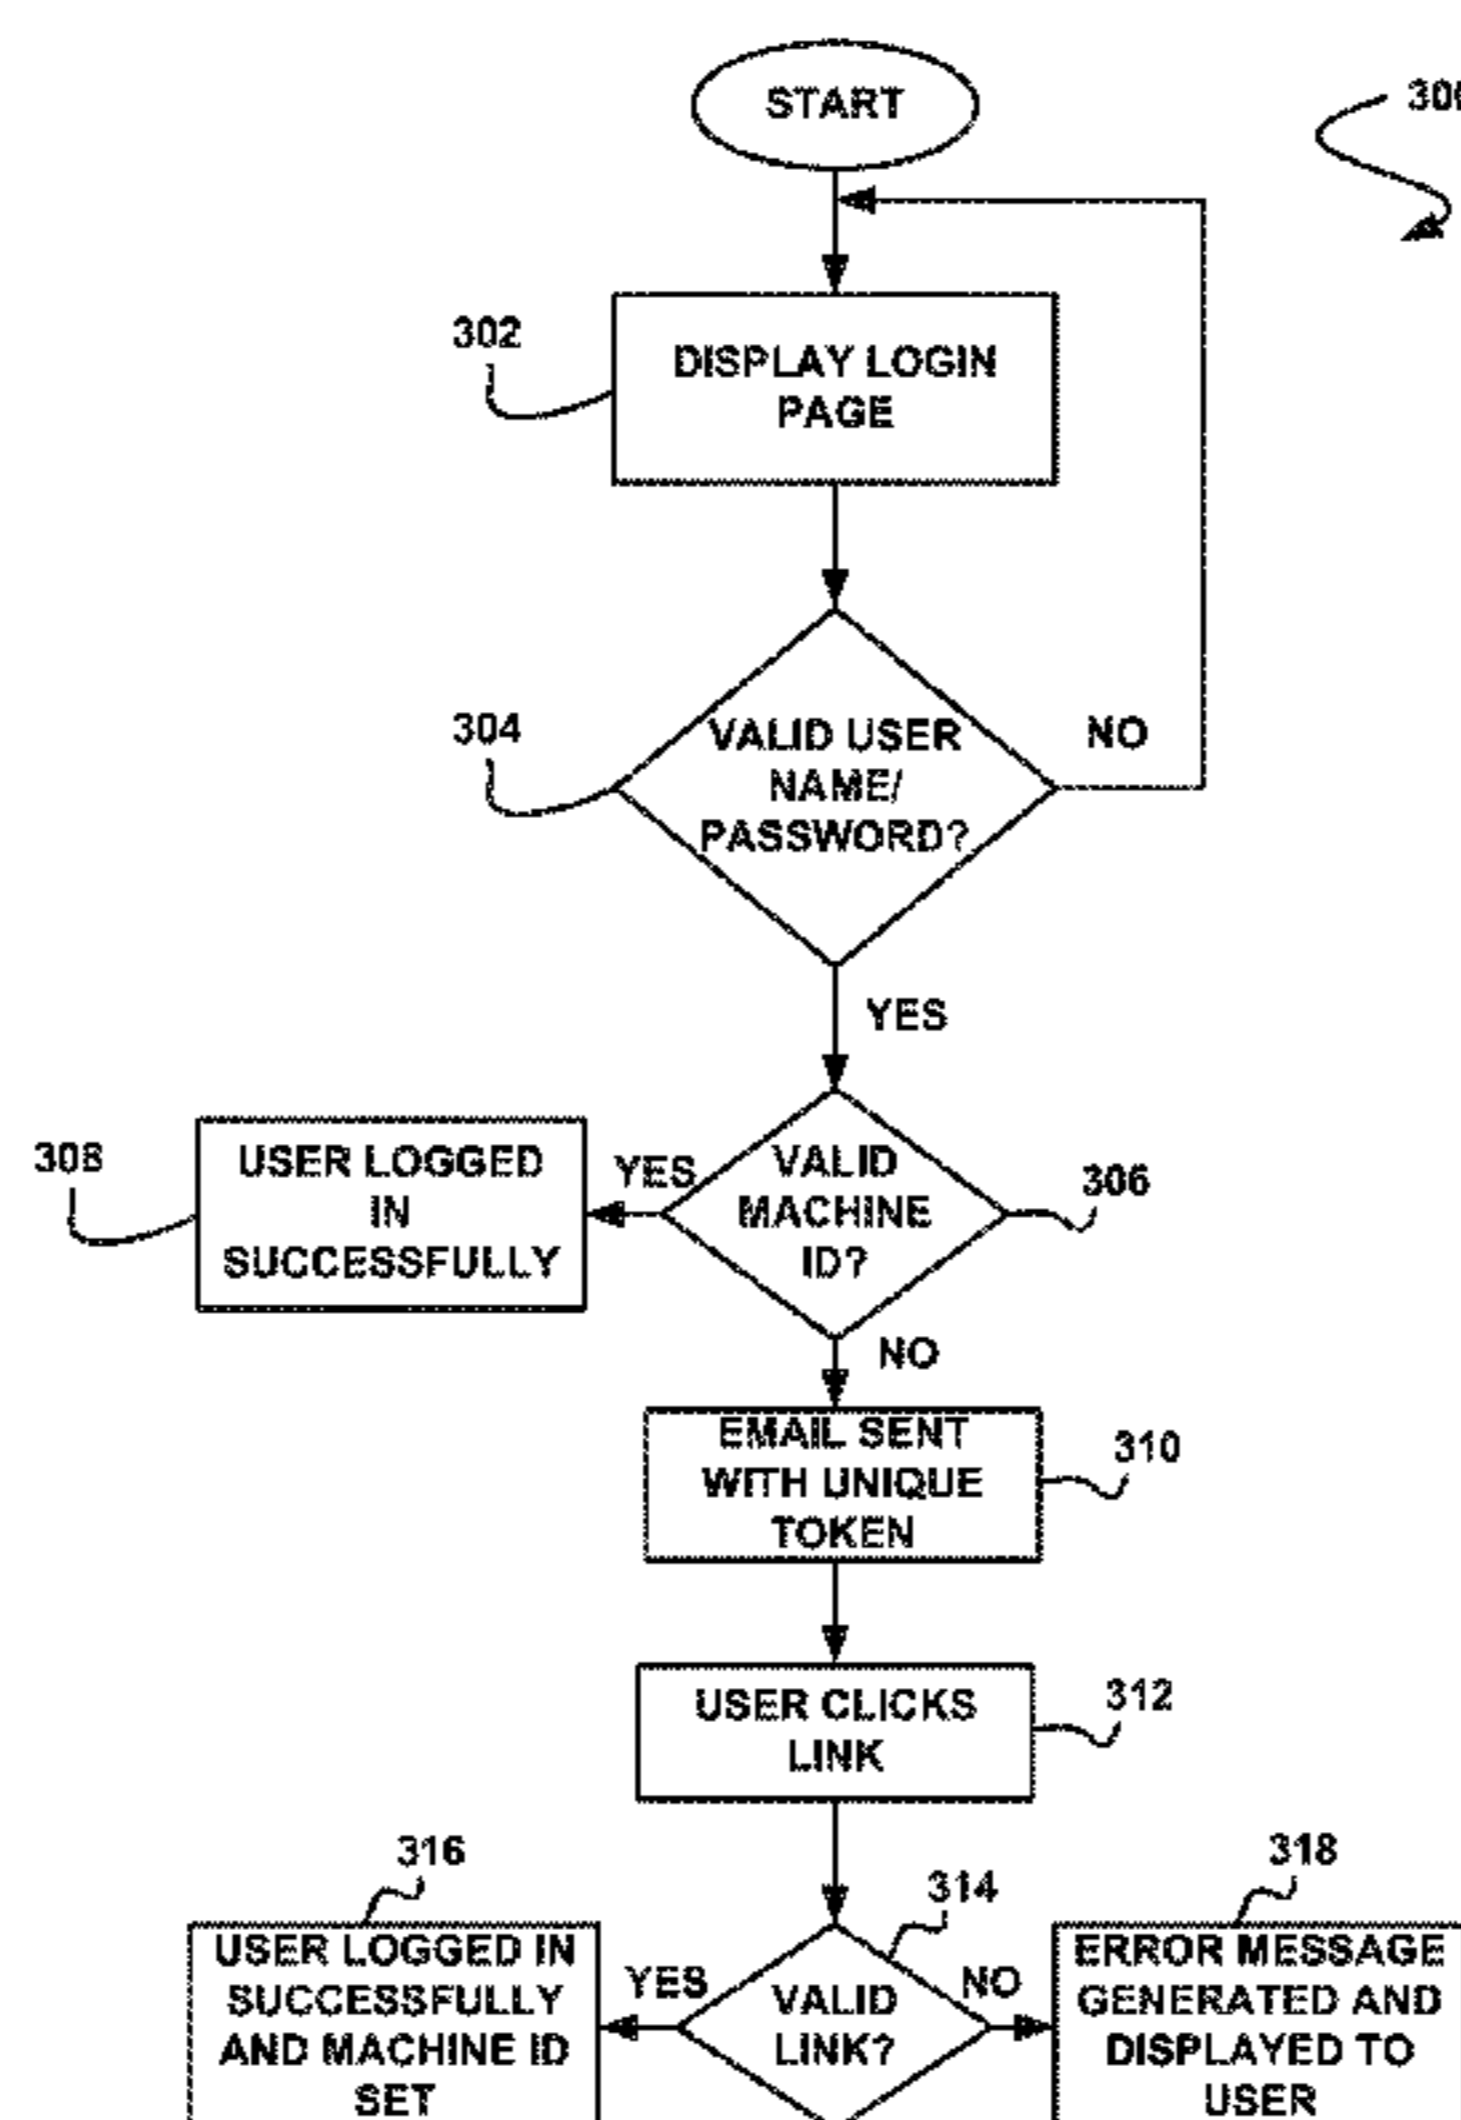 START
300
302
DISPLAY LOGIN
PAGE
304
VALID USER
NAME/
PASSWORD?
NO
YES
308
USER LOGGED
IN
SUCCESSFULLY
YES
VALID
MACHINE
ID?
306
NO
EMAIL SENT
WITH UNIQUE
TOKEN
310
USER CLICKS
LINK
312
316
314
318
USER LOGGED IN
SUCCESSFULLY
AND MACHINE ID
SET
YES
VALID
LINK?
NO
ERROR MESSAGE
GENERATED AND
DISPLAYED TO
USER